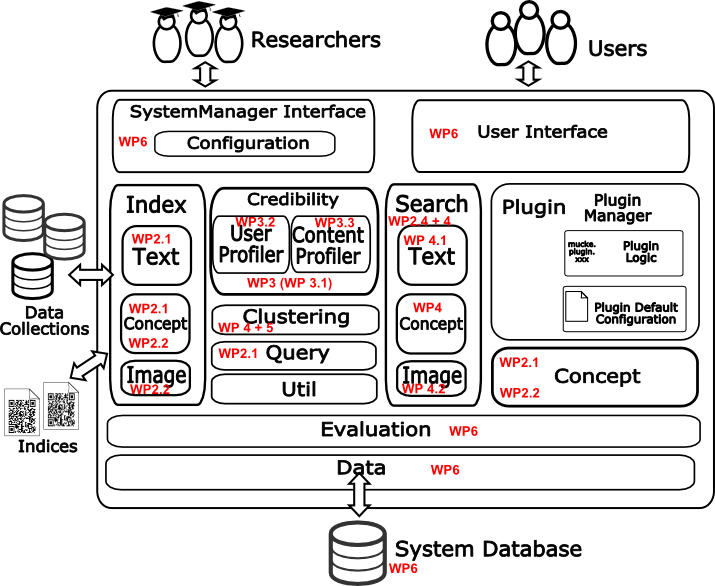 Researchers
Users
SystemManager Interface
WP6
Configuration
WP6
User Interface
Index
WP2.1
Text
WP2.1
Concept
WP2.2
Image
WP2.2
Credibility
WP3.2
WP3.3
User
Profiler
Content
Profiler
WP3 (WP 3.1)
Clustering
WP 4 + 5
WP2.1
Query
Util
Search
WP2.4 + 4
WP 4.1
Text
WP4
Concept
Image
WP 4.2
Plugin
Plugin
Manager
mucke.
plugin.
xxx
Plugin
Logic
Plugin Default
Configuration
WP2.1
Concept
WP2.2
Data
Collections
Indices
Evaluation
WP6
Data
WP6
System Database
WP6